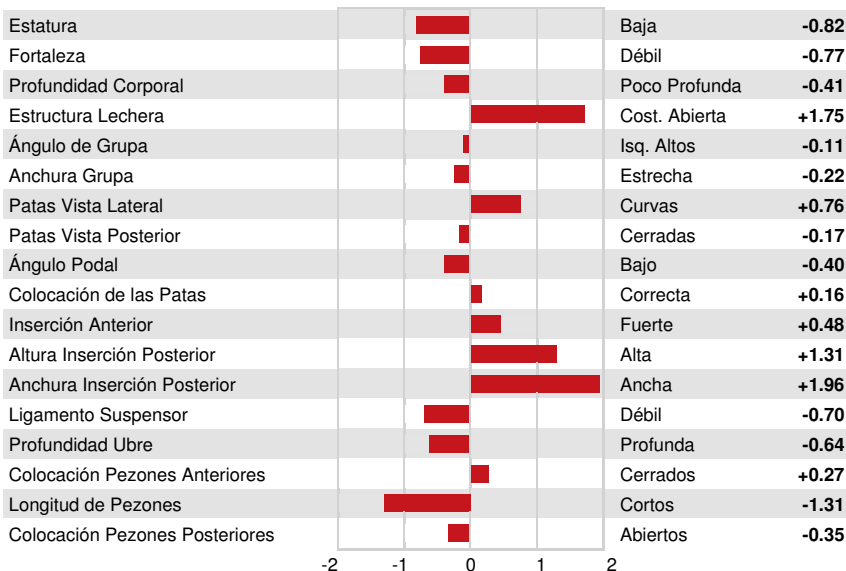 Estatura Baja -0.82
Fortaleza Débil -0.77
Profundidad Corporal Poco Profunda -0.41
Estructura Lechera Cost. Abierta +1.75
Ángulo de Grupa Isq. Altos -0.11
Anchura Grupa Estrecha -0.22
Patas Vista Lateral Curvas +0.76
Patas Vista Posterior Cerradas -0.17
Ángulo Podal Bajo -0.40
Colocación de las Patas Correcta +0.16
Inserción Anterior Fuerte +0.48
Altura Inserción Posterior Alta +1.31
Anchura Inserción Posterior Ancha +1.96
Ligamento Suspensor Débil -0.70
Profundidad Ubre Profunda -0.64
Colocación Pezones Anteriores Cerrados +0.27
Longitud de Pezones Cortos -1.31
Colocación Pezones Posteriores Abiertos -0.35
-2 -1 0 1 2